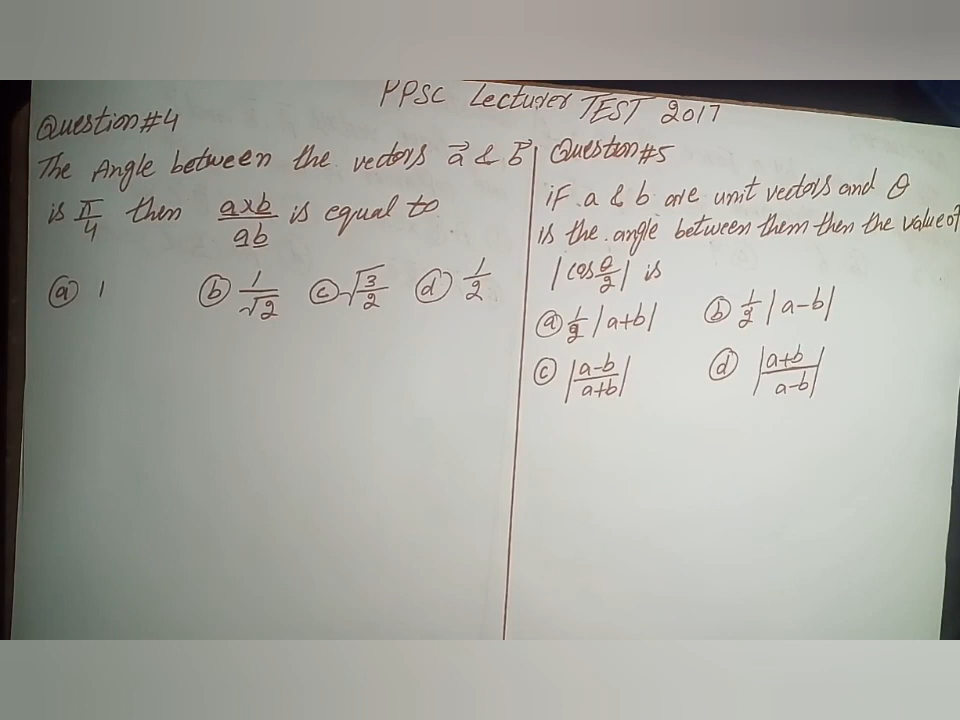 PPSC Lecturer TEST 2017
Question#4
The Angle between the vectors a⃗ & b⃗
is π/4 then a×b/ab is equal to
ⓐ 1 ⓑ 1/√2 ⓒ √3/2 ⓓ 1/2
Question#5
if a & b are unit vectors and θ
is the angle between them then the value of
|cos θ/2| is
ⓐ 1/2 |a+b| ⓑ 1/2 |a-b|
ⓒ |a-b/a+b| ⓓ |a+b/a-b|